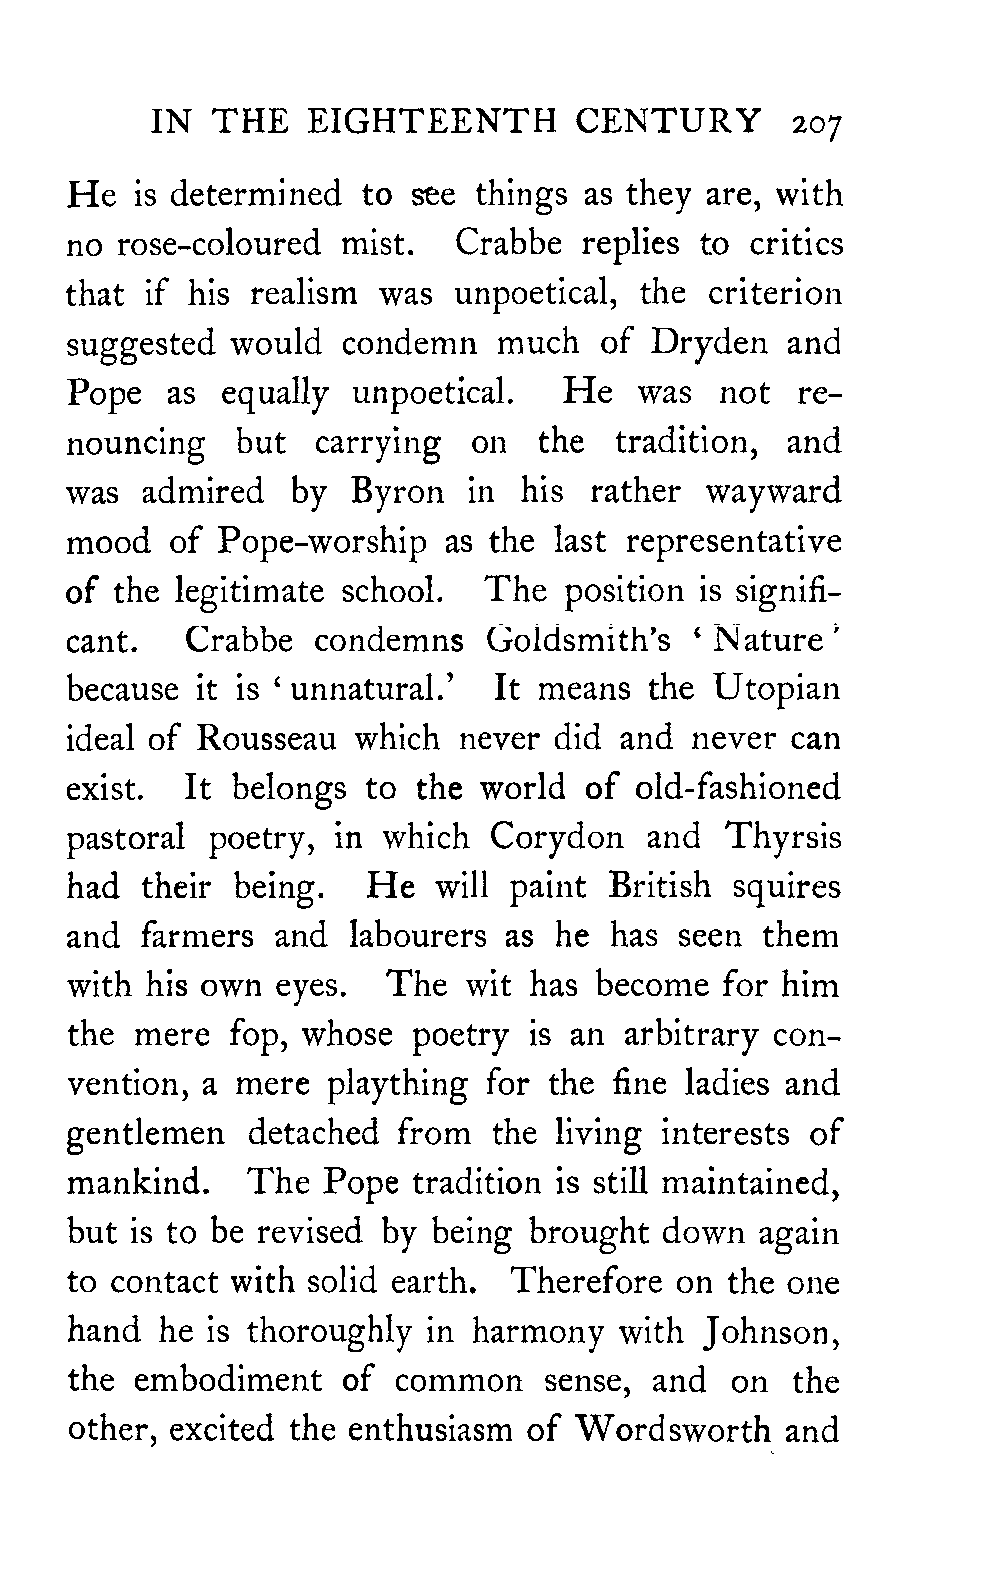 IN THE EIGHTEENTH CENTURY 207
He is determined to see things as they are, with
no rose-coloured mist. Crabbe replies to critics
that if his realism was unpoetical, the criterion
suggested would condemn much of Dryden and
Pope as equally unpoetical. He was not re-
nouncing but carrying on the tradition, and
was admired by Byron in his rather wayward
mood of Pope-worship as the last representative
of the legitimate school. The position is signifi-
cant. Crabbe condemns Goldsmith's ‘ Nature ’
because it is ‘ unnatural.’ It means the Utopian
ideal of Rousseau which never did and never can
exist. It belongs to the world of old-fashioned
pastoral poetry, in which Corydon and Thyrsis
had their being. He will paint British squires
and farmers and labourers as he has seen them
with his own eyes. The wit has become for him
the mere fop, whose poetry is an arbitrary con-
vention, a mere plaything for the fine ladies and
gentlemen detached from the living interests of
mankind. The Pope tradition is still maintained,
but is to be revised by being brought down again
to contact with solid earth. Therefore on the one
hand he is thoroughly in harmony with Johnson,
the embodiment of common sense, and on the
other, excited the enthusiasm of Wordsworth and